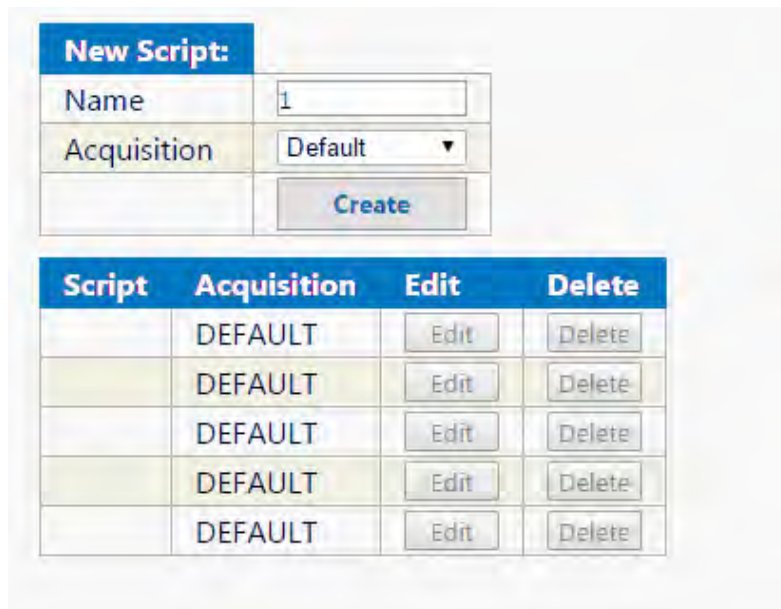 New Script:
Name 1
Acquisition Default
Create
Script Acquisition Edit Delete
DEFAULT Edit Delete
DEFAULT Edit Delete
DEFAULT Edit Delete
DEFAULT Edit Delete
DEFAULT Edit Delete